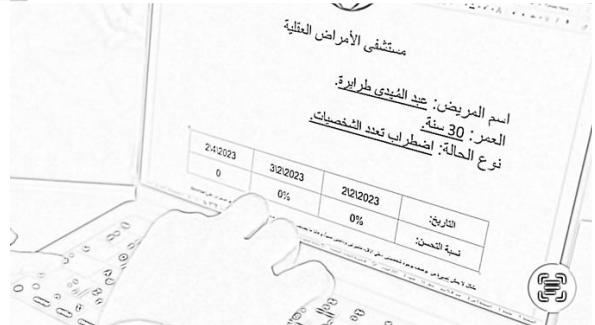 مستشفى الأمراض العقلية
اسم المريض: عبد المُيدي طرايرة.
العمر: 30 سنة.
نوع الحالة: اضطراب تعدد الشخصيات.
التاريخ: 2\2\2023 3\2\2023 2\4\2023
نسبة التحسن: 0% 0% 0